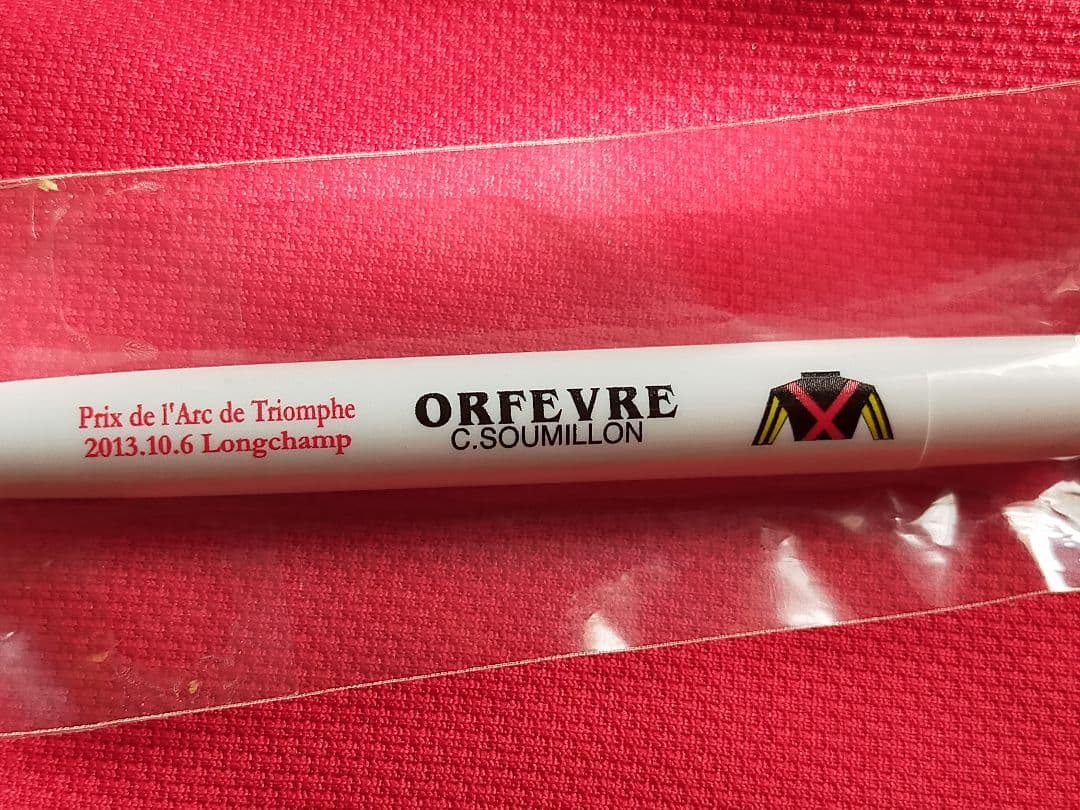 Prix de l'Arc de Triomphe
2013.10.6 Longchamp
ORFEVRE
C.SOUMILLON